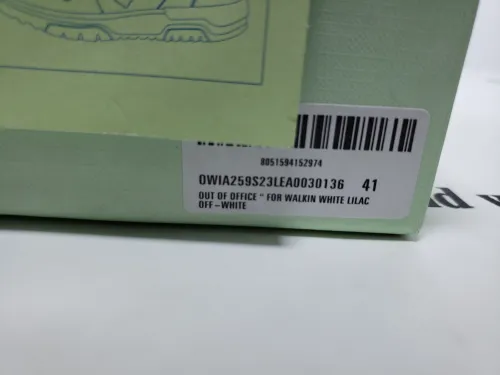 8051594152974
OWIA259S23LEA0030136 41
OUT OF OFFICE " FOR WALKIN WHITE LILAC
OFF-WHITE